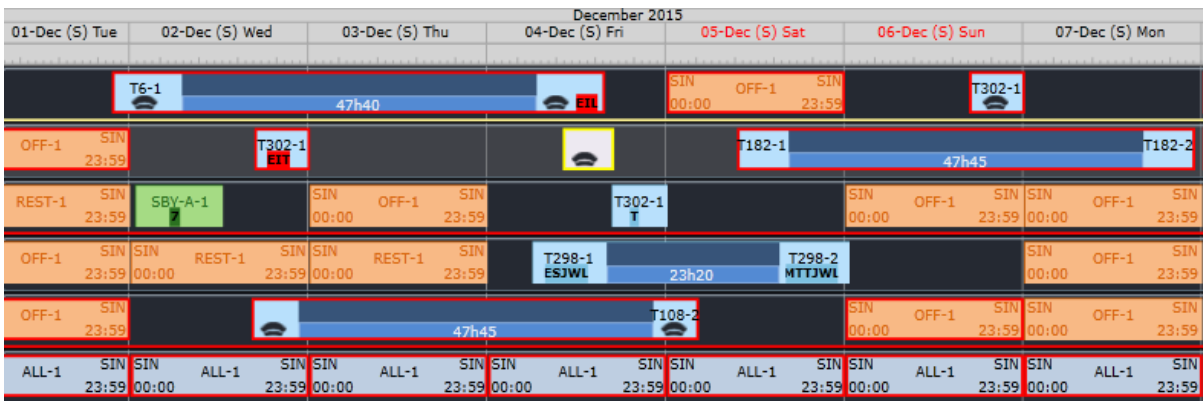 December 2015
01-Dec (S) Tue 02-Dec (S) Wed 03-Dec (S) Thu 04-Dec (S) Fri 05-Dec (S) Sat 06-Dec (S) Sun 07-Dec (S) Mon
T6-1 SIN OFF-1 SIN T302-1
47h40 EIL 00:00 23:59
OFF-1 SIN T302-1 T182-1 T182-2
23:59 EIT 47h45
REST-1 SIN SBY-A-1 SIN OFF-1 SIN T302-1 SIN OFF-1 SIN SIN OFF-1 SIN
23:59 7 00:00 23:59 T 00:00 23:59 00:00 23:59
OFF-1 SIN SIN REST-1 SIN SIN REST-1 SIN T298-1 T298-2 SIN OFF-1 SIN
23:59 00:00 23:59 00:00 23:59 ESJWL 23h20 MTTJWL 00:00 23:59
OFF-1 SIN T108-2 SIN OFF-1 SIN SIN OFF-1 SIN
23:59 47h45 00:00 23:59 00:00 23:59
ALL-1 SIN SIN ALL-1 SIN SIN ALL-1 SIN SIN ALL-1 SIN SIN ALL-1 SIN SIN ALL-1 SIN SIN ALL-1 SIN
23:59 00:00 23:59 00:00 23:59 00:00 23:59 00:00 23:59 00:00 23:59 00:00 23:59